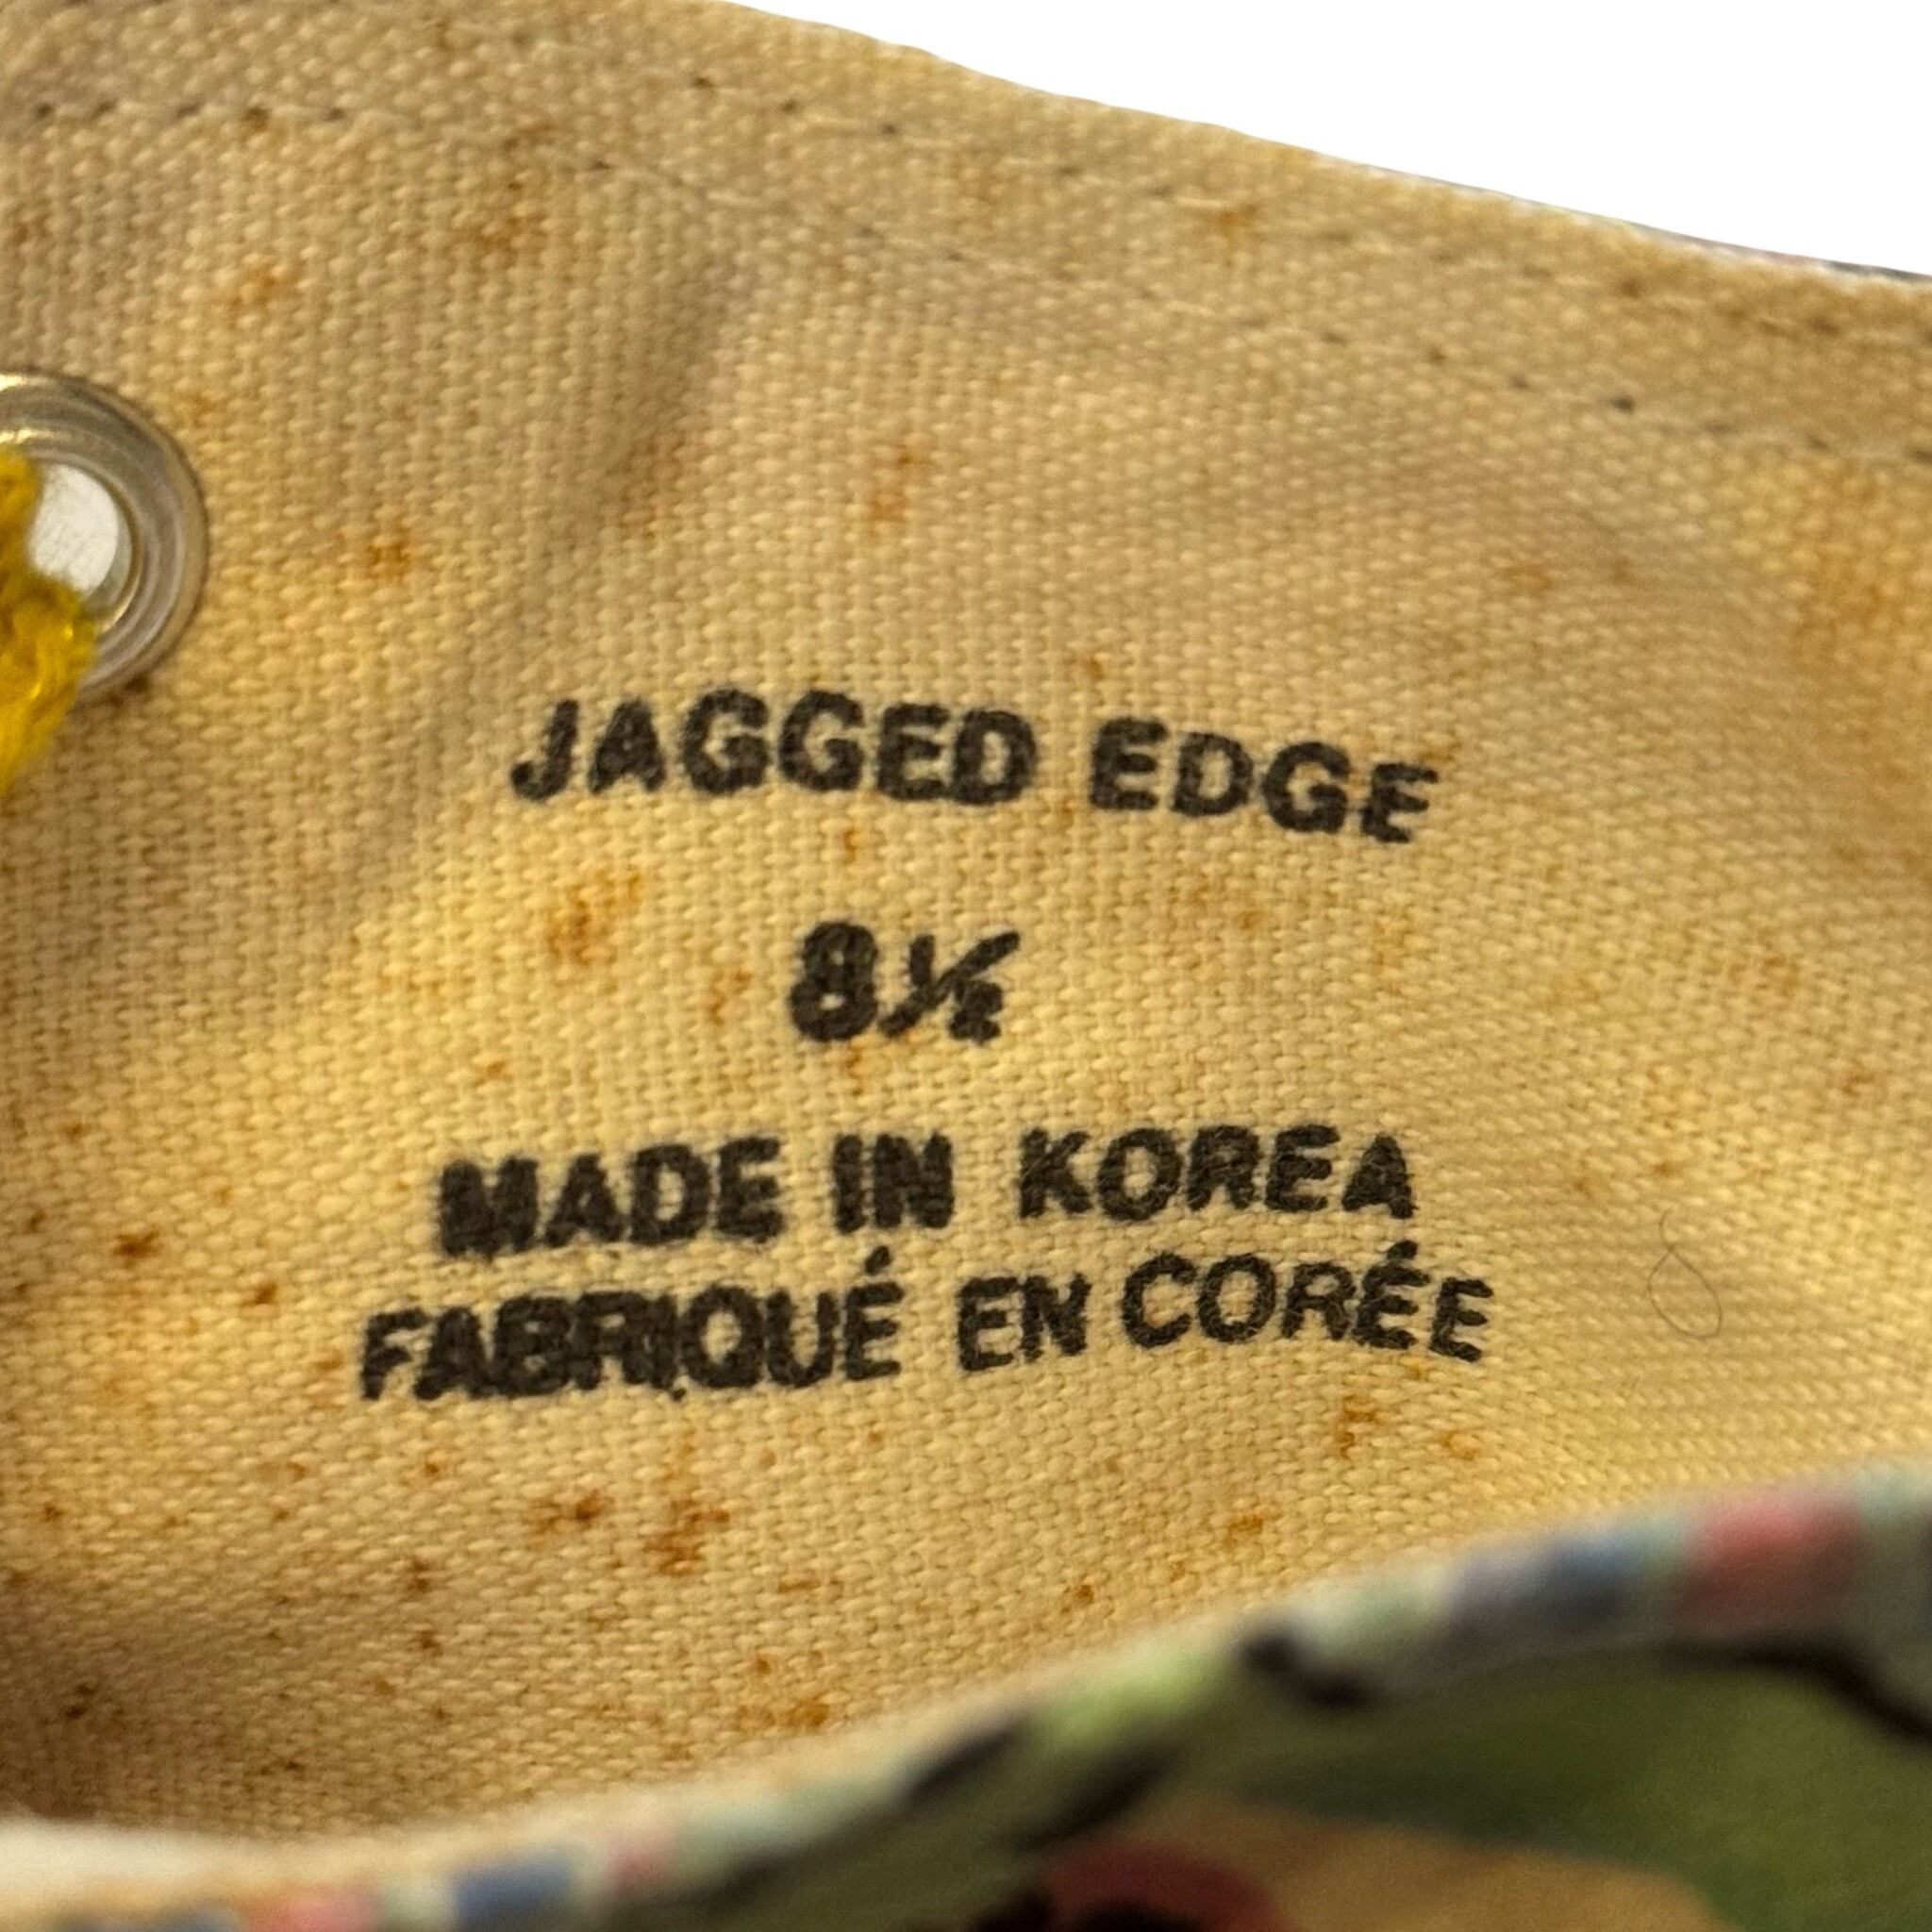 JAGGED EDGE
8½
MADE IN KOREA
FABRIQUÉ EN CORÉE